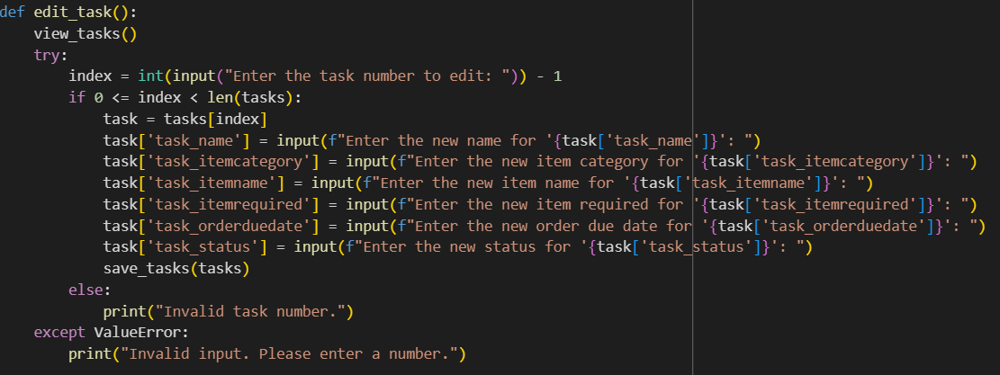 def edit_task():
    view_tasks()
    try:
        index = int(input("Enter the task number to edit: ")) - 1
        if 0 <= index < len(tasks):
            task = tasks[index]
            task['task_name'] = input(f"Enter the new name for '{task['task_name']}': ")
            task['task_itemcategory'] = input(f"Enter the new item category for '{task['task_itemcategory']}': ")
            task['task_itemname'] = input(f"Enter the new item name for '{task['task_itemname']}': ")
            task['task_itemrequired'] = input(f"Enter the new item required for '{task['task_itemrequired']}': ")
            task['task_orderduedate'] = input(f"Enter the new order due date for '{task['task_orderduedate']}': ")
            task['task_status'] = input(f"Enter the new status for '{task['task_status']}': ")
            save_tasks(tasks)
        else:
            print("Invalid task number.")
    except ValueError:
        print("Invalid input. Please enter a number.")